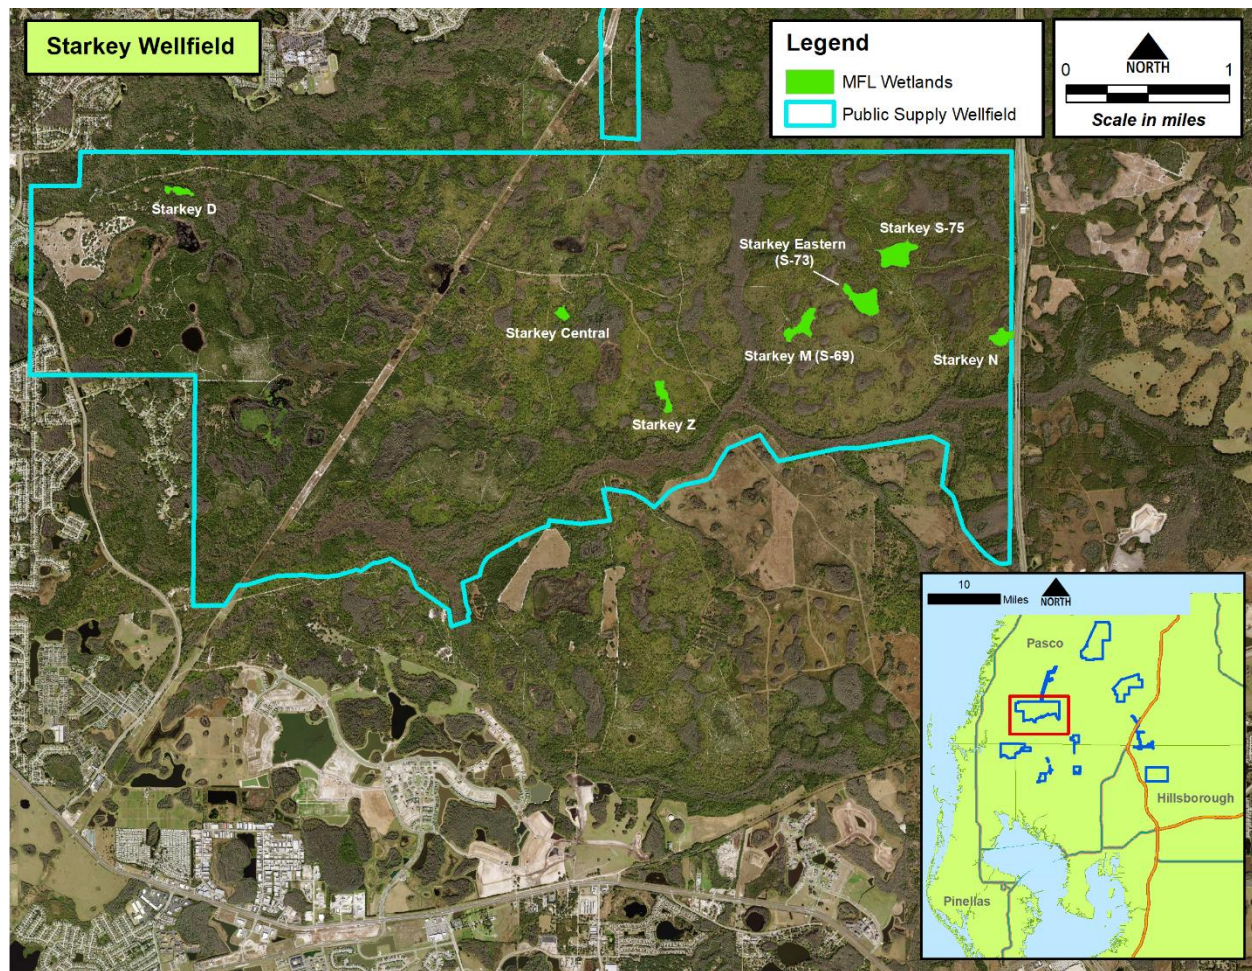 Starkey Wellfield
Legend
MFL Wetlands
Public Supply Wellfield
NORTH
0 1
Scale in miles
Starkey D
Starkey S-75
Starkey Eastern
(S-73)
Starkey Central
Starkey M (S-69)
Starkey N
Starkey Z
10
Miles
NORTH
Pasco
Hillsborough
Pinellas